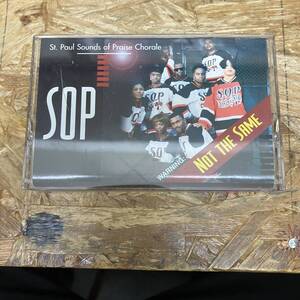 St. Paul Sounds of Praise Chorale
SOP
WARNING:
NOT THE SAME